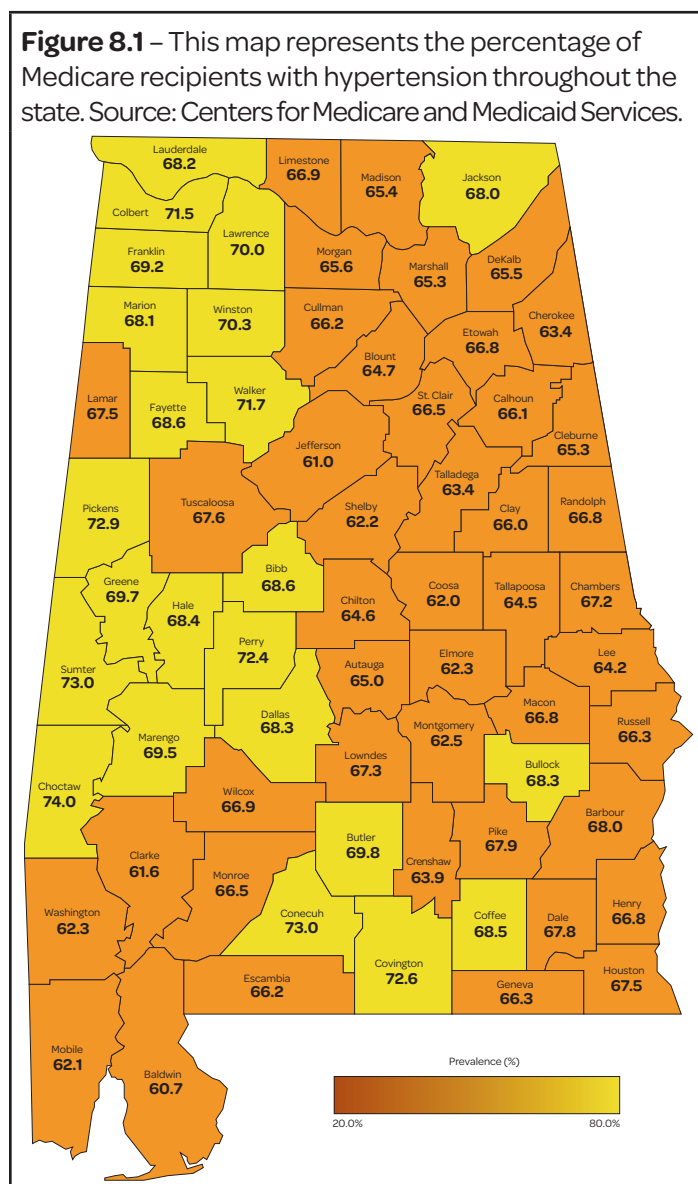 Figure 8.1 – This map represents the percentage of
Medicare recipients with hypertension throughout the
state. Source: Centers for Medicare and Medicaid Services.
Lauderdale
68.2
Limestone
66.9
Madison
65.4
Jackson
68.0
Colbert 71.5
Lawrence
70.0
Franklin
69.2
Morgan
65.6
Marshall
65.3
DeKalb
65.5
Marion
68.1
Winston
70.3
Cullman
66.2
Cherokee
63.4
Etowah
66.8
Blount
64.7
Lamar
67.5
Fayette
68.6
Walker
71.7
St. Clair
66.5
Calhoun
66.1
Cleburne
65.3
Jefferson
61.0
Talladega
63.4
Pickens
72.9
Tuscaloosa
67.6
Shelby
62.2
Clay
66.0
Randolph
66.8
Bibb
68.6
Greene
69.7
Hale
68.4
Chilton
64.6
Coosa
62.0
Tallapoosa
64.5
Chambers
67.2
Perry
72.4
Sumter
73.0
Autauga
65.0
Elmore
62.3
Lee
64.2
Macon
66.8
Marengo
69.5
Dallas
68.3
Montgomery
62.5
Russell
66.3
Lowndes
67.3
Bullock
68.3
Choctaw
74.0
Wilcox
66.9
Barbour
68.0
Butler
69.8
Pike
67.9
Clarke
61.6
Monroe
66.5
Crenshaw
63.9
Washington
62.3
Conecuh
73.0
Coffee
68.5
Dale
67.8
Henry
66.8
Covington
72.6
Escambia
66.2
Geneva
66.3
Houston
67.5
Mobile
62.1
Baldwin
60.7
Prevalence (%)
20.0% 80.0%